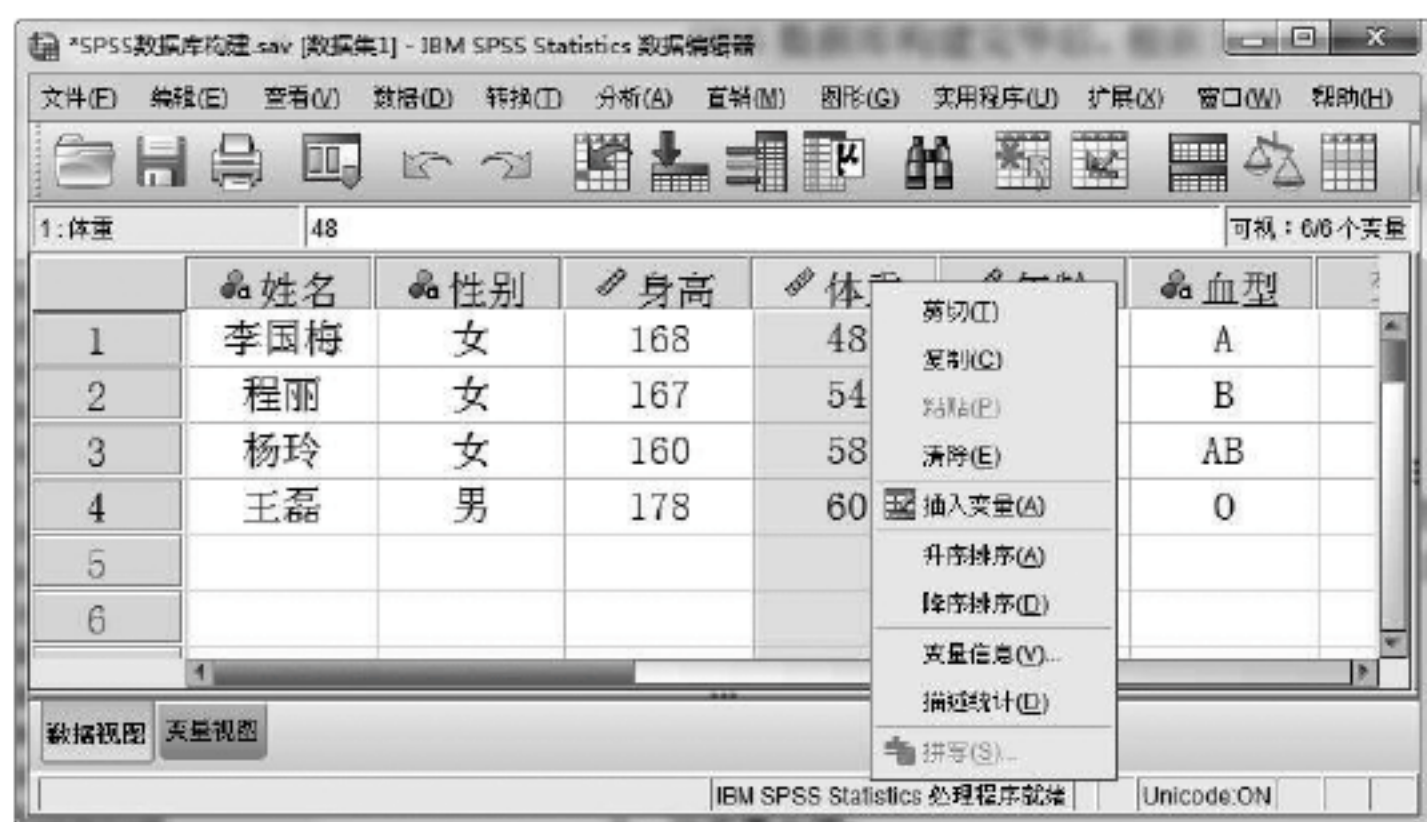 *SPSS数据库构建.sav [数据集1] - IBM SPSS Statistics 数据编辑器
文件(F) 编辑(E) 查看(V) 数据(D) 转换(T) 分析(A) 直销(M) 图形(G) 实用程序(U) 扩展(X) 窗口(W) 帮助(H)
1:体重 48 可视:6/6 个变量
姓名 性别 身高 体重 年龄 血型
1 李国梅 女 168 48 A
2 程丽 女 167 54 B
3 杨玲 女 160 58 AB
4 王磊 男 178 60 O
5
6
剪切(T)
复制(C)
粘贴(P)
清除(E)
插入变量(A)
升序排序(A)
降序排序(D)
变量信息(V)...
描述统计(D)
拼写(S)...
数据视图 变量视图
IBM SPSS Statistics 处理程序就绪 Unicode:ON